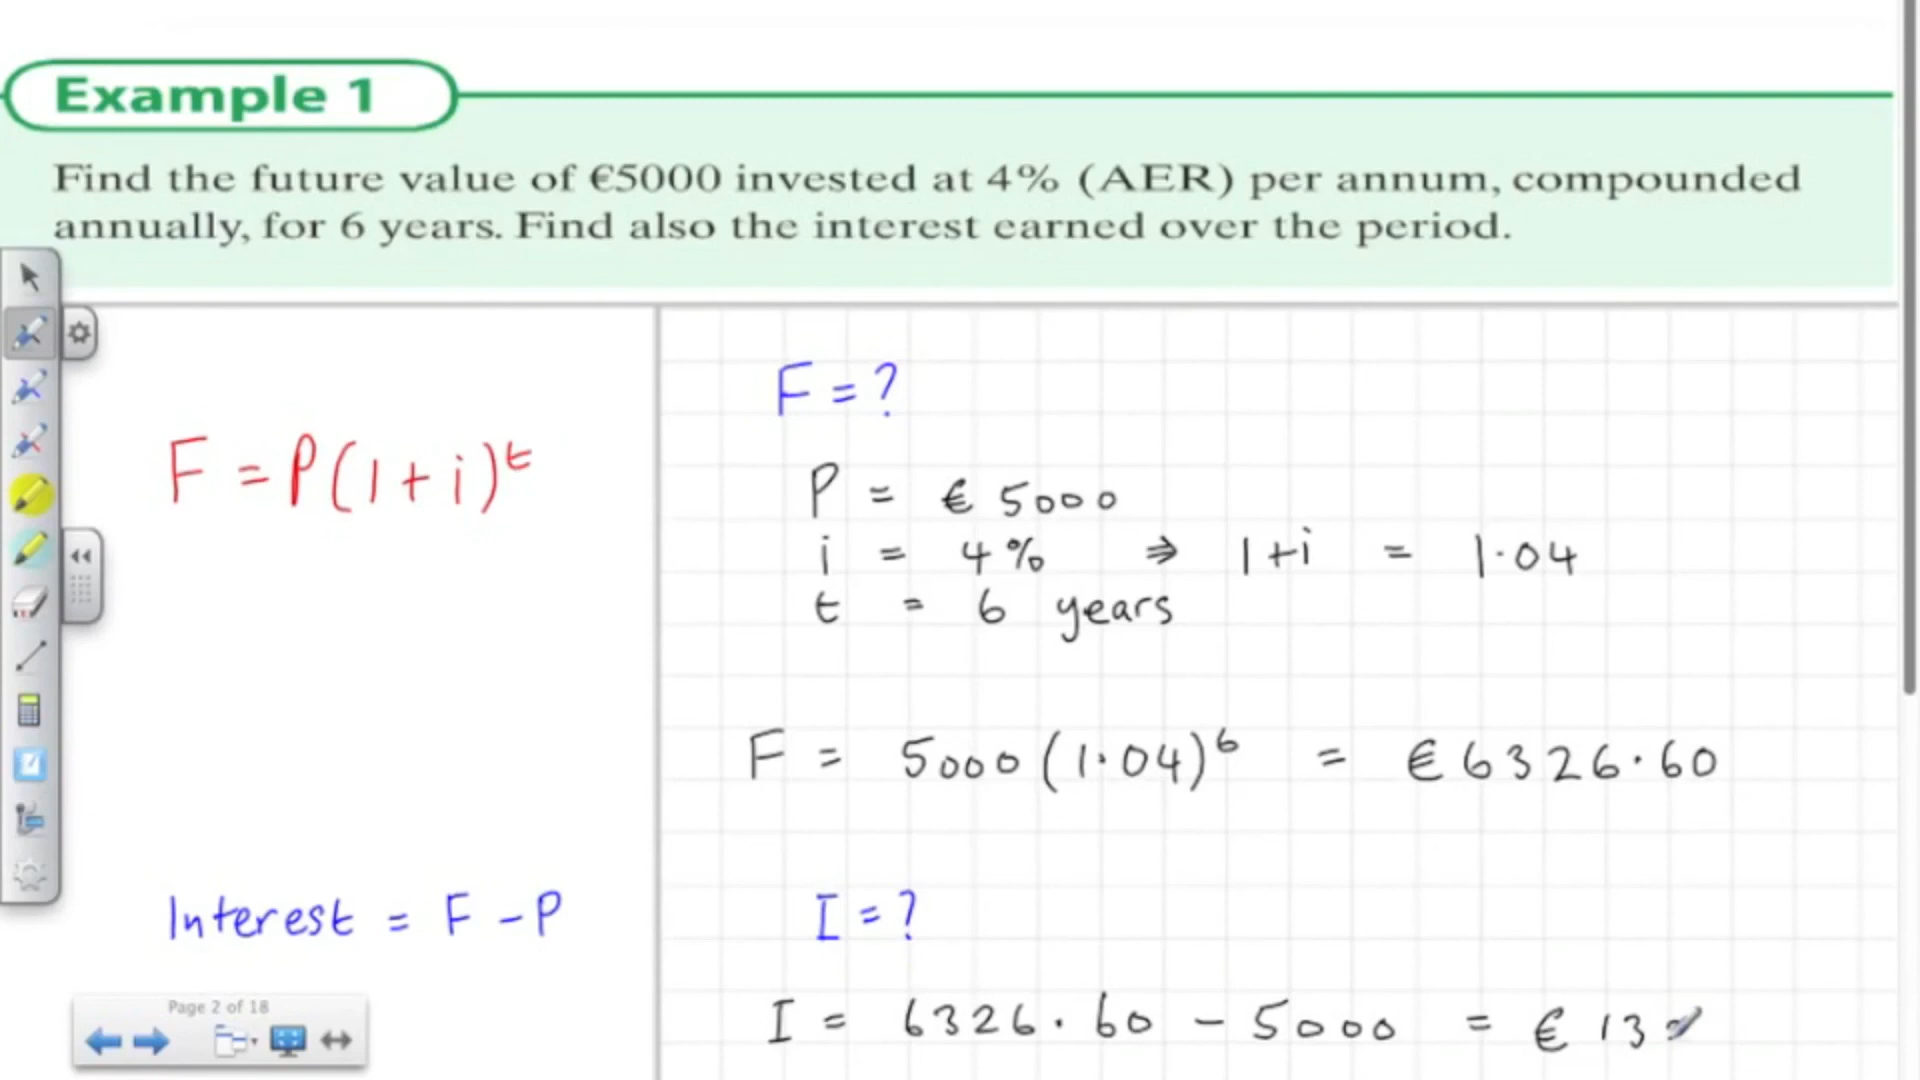 Example 1
Find the future value of €5000 invested at 4% (AER) per annum, compounded
annually, for 6 years. Find also the interest earned over the period.
F = P(1+i)^t
Interest = F - P
F = ?
P = € 5000
i = 4% ⇒ 1+i = 1·04
t = 6 years
F = 5000(1·04)^6 = €6326·60
I = ?
I = 6326·60 - 5000 = € 13
Page 2 of 18